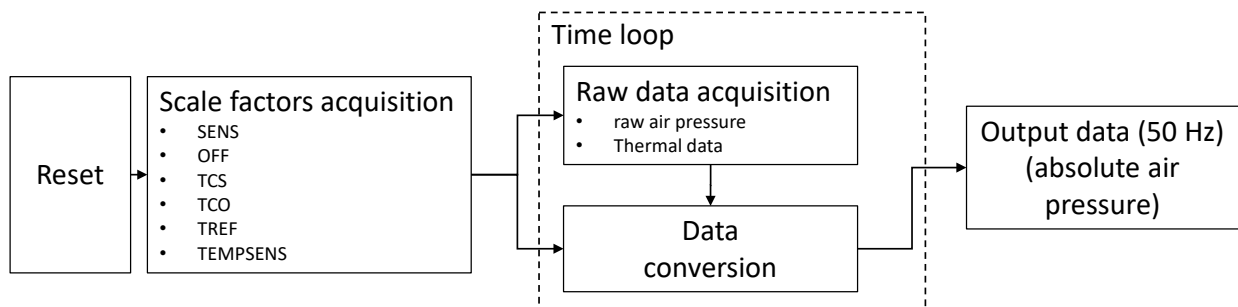 Reset
Scale factors acquisition
• SENS
• OFF
• TCS
• TCO
• TREF
• TEMPSENS
Time loop
Raw data acquisition
• raw air pressure
• Thermal data
Data
conversion
Output data (50 Hz)
(absolute air
pressure)